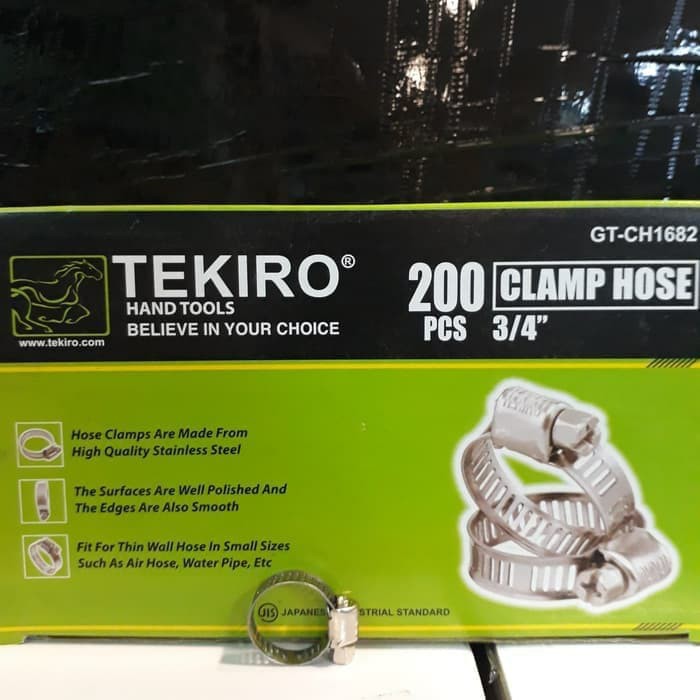 GT-CH1682
TEKIRO®
HAND TOOLS
BELIEVE IN YOUR CHOICE
www.tekiro.com
200
PCS
CLAMP HOSE
3/4"
Hose Clamps Are Made From
High Quality Stainless Steel
The Surfaces Are Well Polished And
The Edges Are Also Smooth
Fit For Thin Wall Hose In Small Sizes
Such As Air Hose, Water Pipe, Etc
TEKIRO
JIS STANDARD